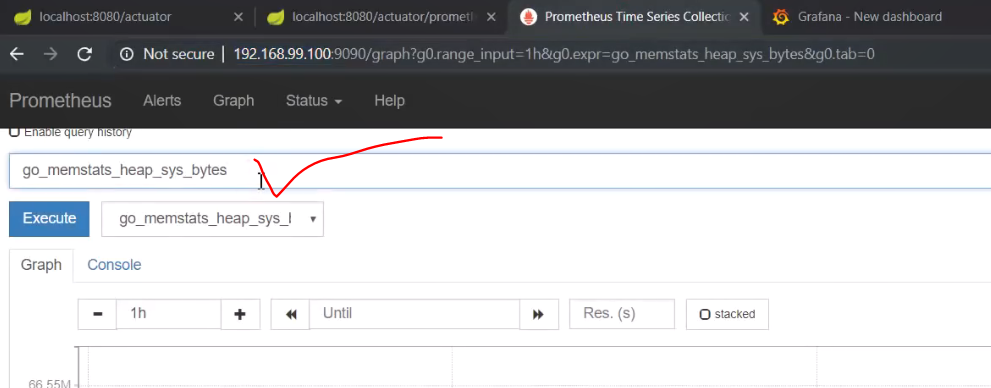 localhost:8080/actuator
localhost:8080/actuator/prometh
Prometheus Time Series Collectic
Grafana - New dashboard
Not secure | 192.168.99.100:9090/graph?g0.range_input=1h&g0.expr=go_memstats_heap_sys_bytes&g0.tab=0
Prometheus Alerts Graph Status Help
Enable query history
go_memstats_heap_sys_bytes
Execute go_memstats_heap_sys_b
Graph Console
1h Until Res. (s) stacked
66.55M